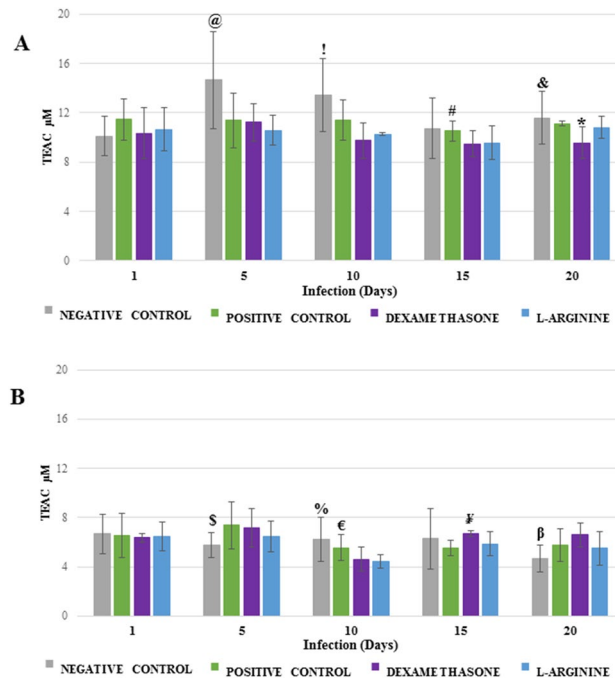 A
TEAC µM
20
16
12
8
4
0
@
!
#
&
*
1 5 10 15 20
Infection (Days)
NEGATIVE CONTROL POSITIVE CONTROL DEXAMETHASONE L-ARGININE
B
TEAC µM
20
16
12
8
4
0
$
%
€
¥
β
1 5 10 15 20
Infection (Days)
NEGATIVE CONTROL POSITIVE CONTROL DEXAMETHASONE L-ARGININE